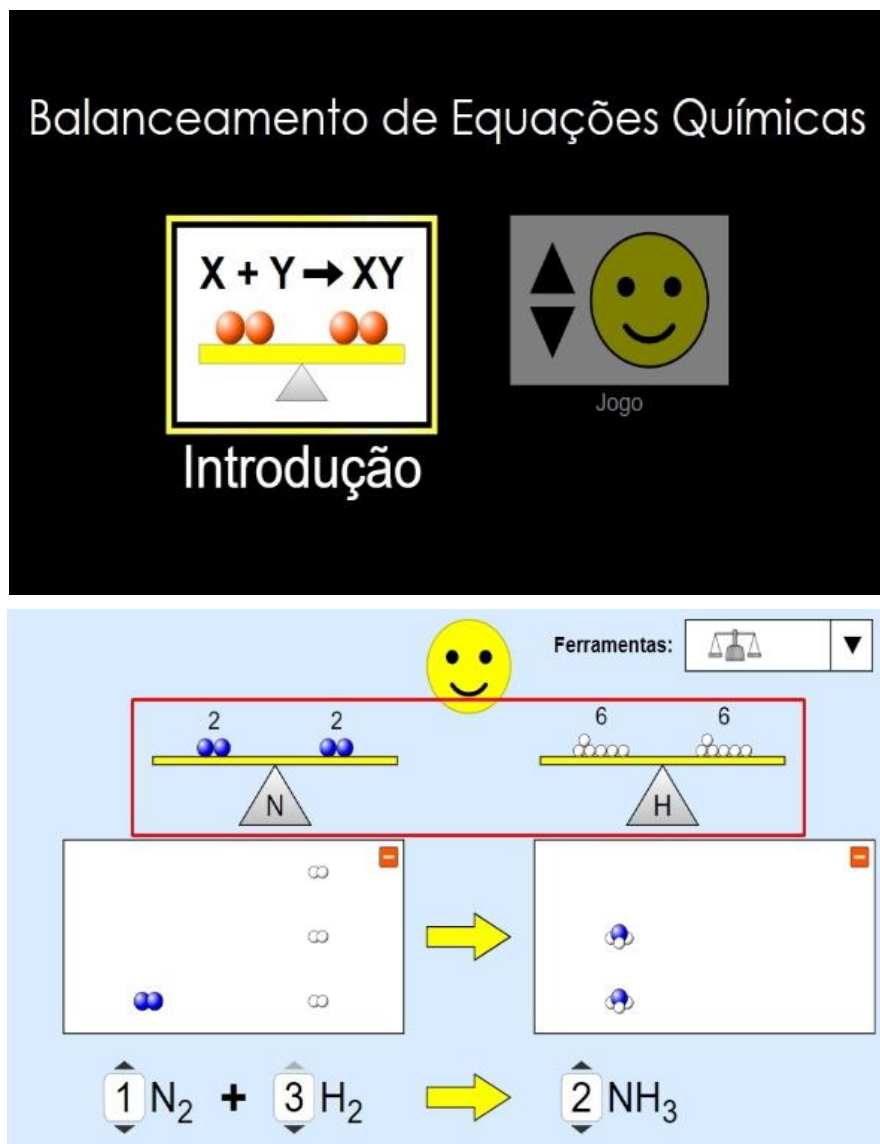 Balanceamento de Equações Químicas
X + Y → XY
Introdução
Jogo
Ferramentas:
2 2 6 6
N H
1 N₂ + 3 H₂ 2 NH₃